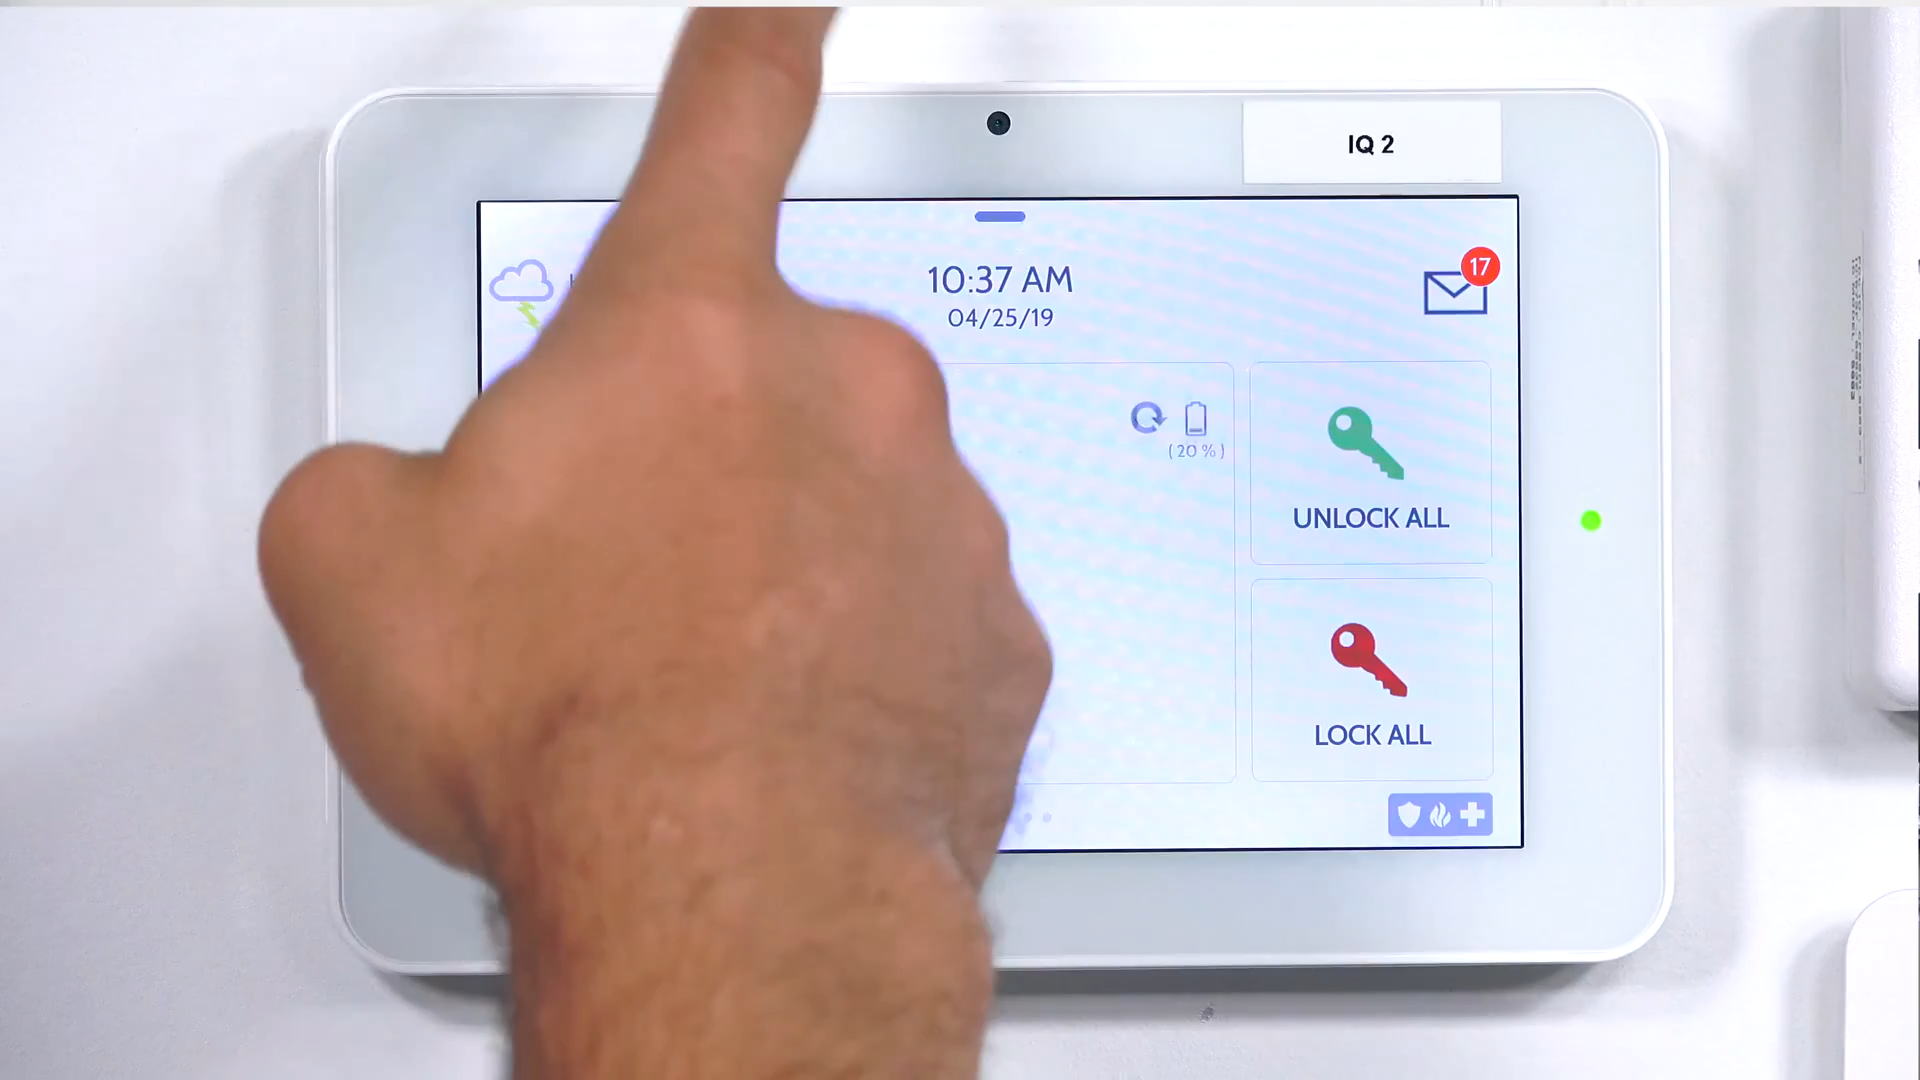 IQ 2
10:37 AM
04/25/19
17
(20%)
UNLOCK ALL
LOCK ALL